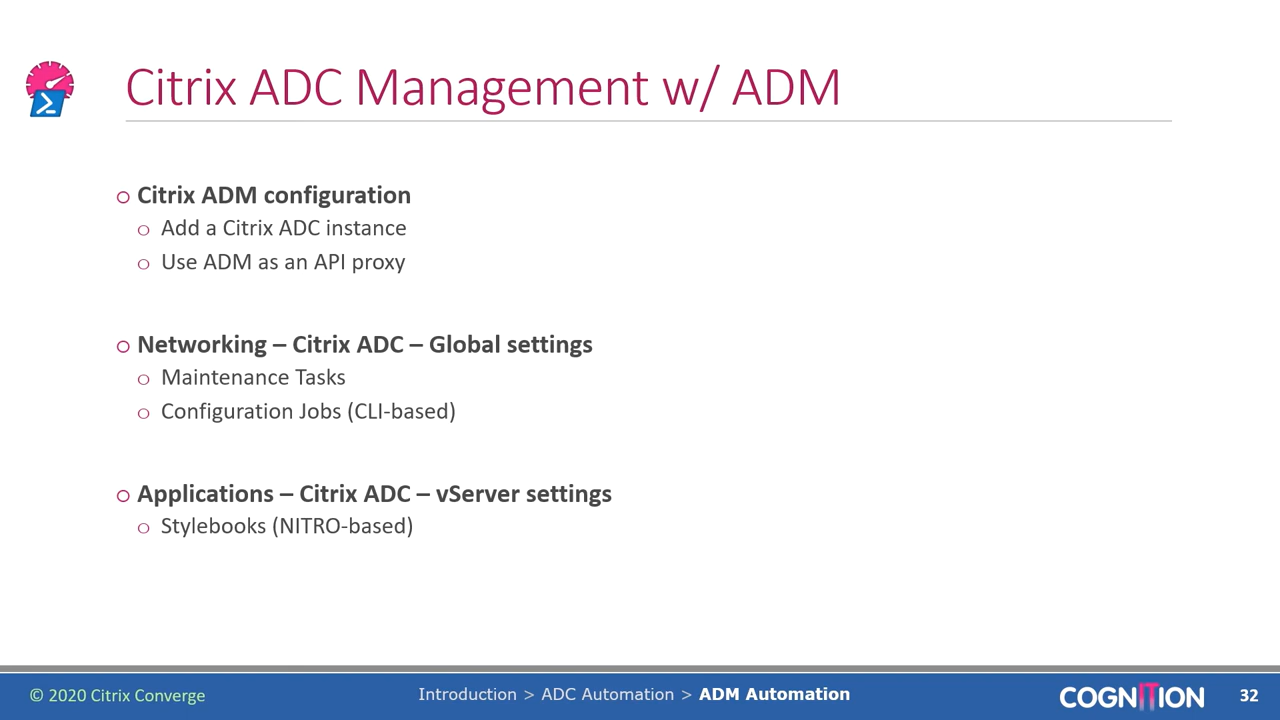 Citrix ADC Management w/ ADM
o Citrix ADM configuration
o Add a Citrix ADC instance
o Use ADM as an API proxy
o Networking – Citrix ADC – Global settings
o Maintenance Tasks
o Configuration Jobs (CLI-based)
o Applications – Citrix ADC – vServer settings
o Stylebooks (NITRO-based)
© 2020 Citrix Converge
Introduction > ADC Automation > ADM Automation
COGNITION
32